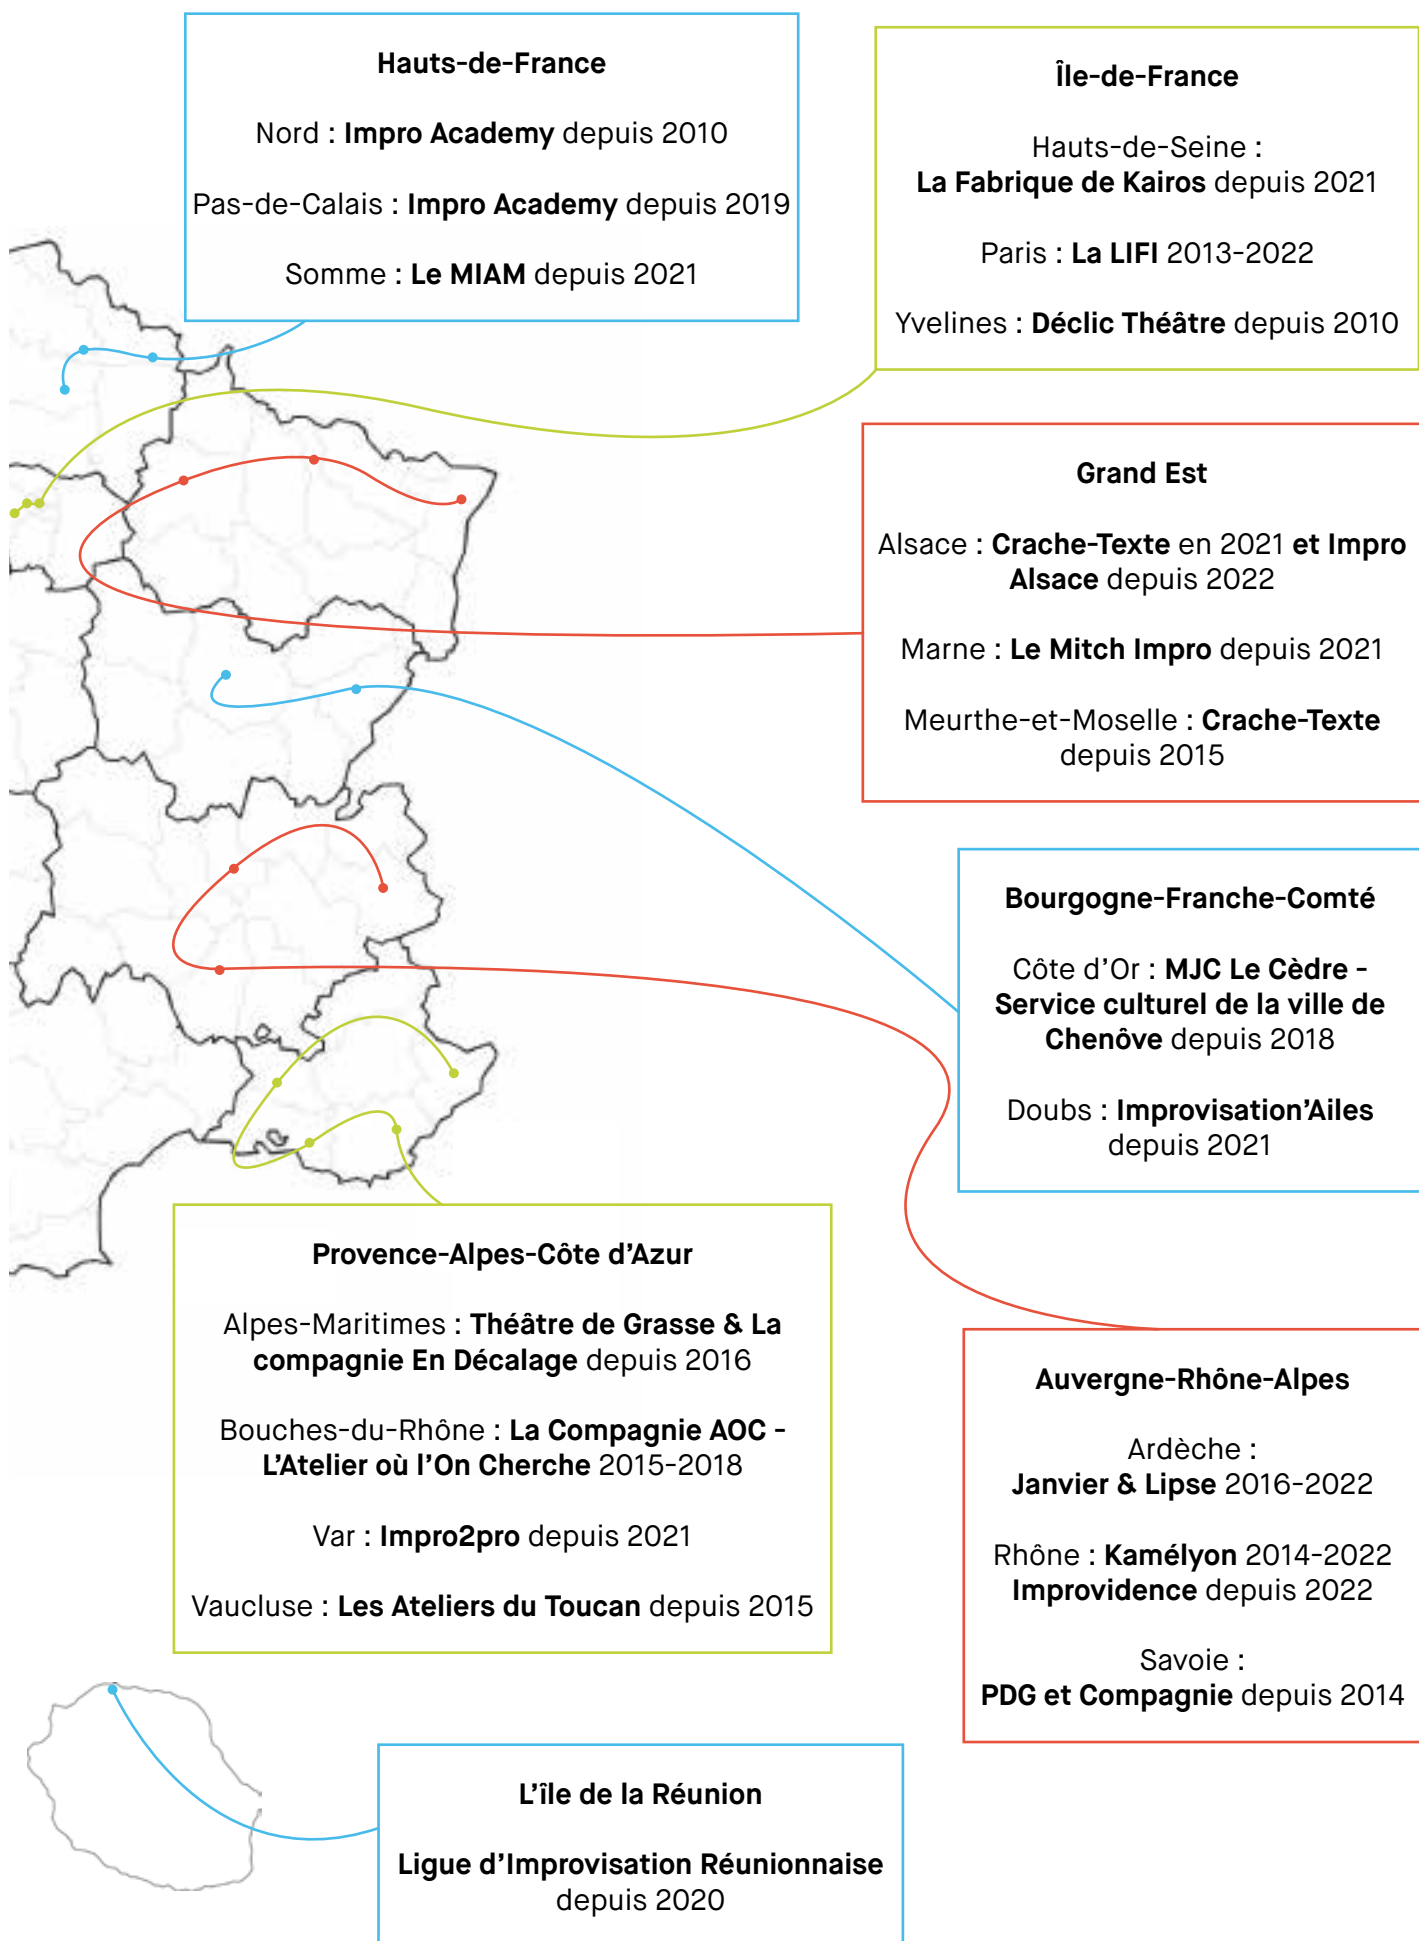 Hauts-de-France
Nord : Impro Academy depuis 2010
Pas-de-Calais : Impro Academy depuis 2019
Somme : Le MIAM depuis 2021
Île-de-France
Hauts-de-Seine :
La Fabrique de Kairos depuis 2021
Paris : La LIFI 2013-2022
Yvelines : Déclic Théâtre depuis 2010
Grand Est
Alsace : Crache-Texte en 2021 et Impro
Alsace depuis 2022
Marne : Le Mitch Impro depuis 2021
Meurthe-et-Moselle : Crache-Texte
depuis 2015
Bourgogne-Franche-Comté
Côte d'Or : MJC Le Cèdre -
Service culturel de la ville de
Chenôve depuis 2018
Doubs : Improvisation'Ailes
depuis 2021
Provence-Alpes-Côte d'Azur
Alpes-Maritimes : Théâtre de Grasse & La
compagnie En Décalage depuis 2016
Bouches-du-Rhône : La Compagnie AOC -
L'Atelier où l'On Cherche 2015-2018
Var : Impro2pro depuis 2021
Vaucluse : Les Ateliers du Toucan depuis 2015
Auvergne-Rhône-Alpes
Ardèche :
Janvier & Lipse 2016-2022
Rhône : Kamélyon 2014-2022
Improvidence depuis 2022
Savoie :
PDG et Compagnie depuis 2014
L'île de la Réunion
Ligue d'Improvisation Réunionnaise
depuis 2020